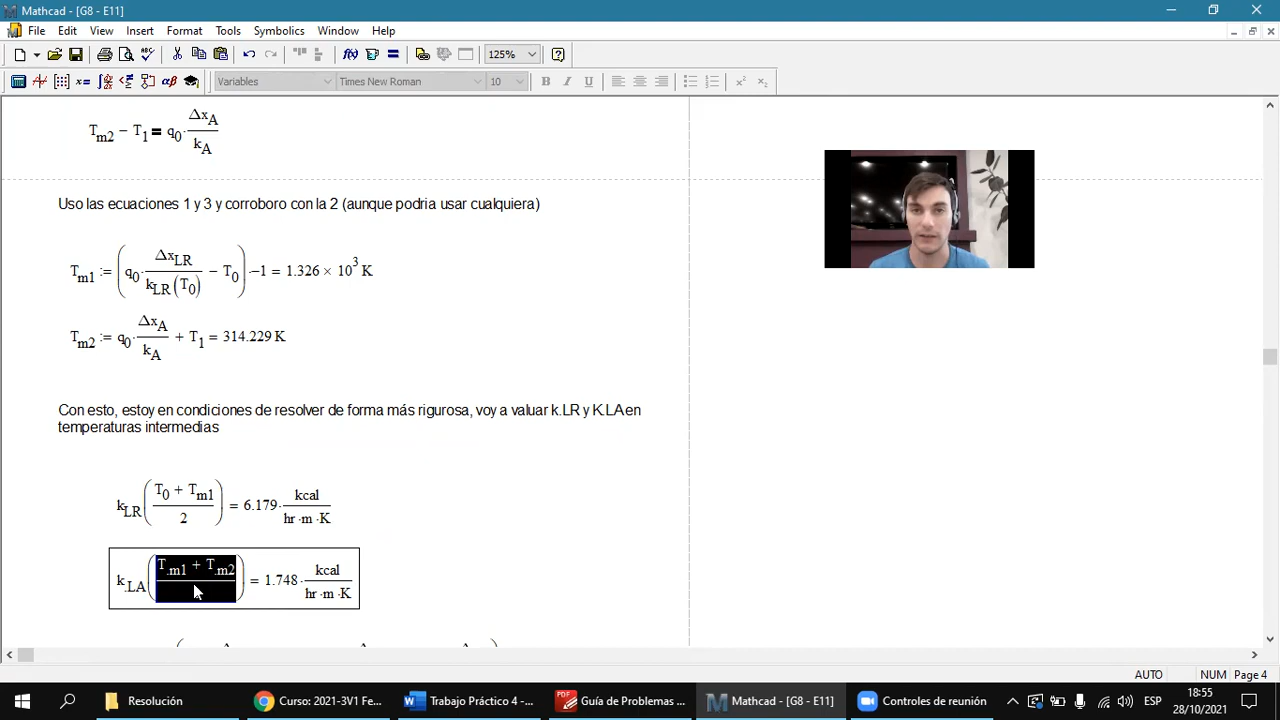 Mathcad - [G8 - E11]
File Edit View Insert Format Tools Symbolics Window Help
125%
Variables Times New Roman 10 B I U
Tm2 − T1 = q0· ΔxA / kA
Uso las ecuaciones 1 y 3 y corroboro con la 2 (aunque podria usar cualquiera)
Tm1 := (q0· ΔxLR / kLR(T0) − T0)·−1 = 1.326 × 10^3 K
Tm2 := q0· ΔxA / kA + T1 = 314.229 K
Con esto, estoy en condiciones de resolver de forma más rigurosa, voy a valuar k.LR y K.LA en
temperaturas intermedias
kLR((T0 + Tm1) / 2) = 6.179· kcal / hr·m·K
k.LA((T.m1 + T.m2) / ) = 1.748· kcal / hr·m·K
AUTO NUM Page 4
Resolución Curso: 2021-3V1 Fe... Trabajo Práctico 4 -... Guía de Problemas ... Mathcad - [G8 - E11] Controles de reunión ESP 18:55
28/10/2021